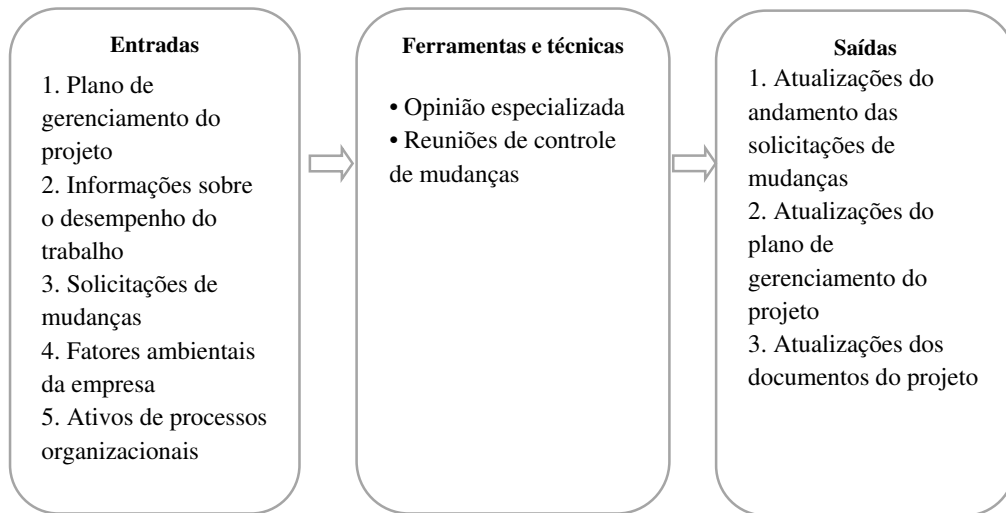 Entradas
1. Plano de
gerenciamento do
projeto
2. Informações sobre
o desempenho do
trabalho
3. Solicitações de
mudanças
4. Fatores ambientais
da empresa
5. Ativos de processos
organizacionais
Ferramentas e técnicas
• Opinião especializada
• Reuniões de controle
de mudanças
Saídas
1. Atualizações do
andamento das
solicitações de
mudanças
2. Atualizações do
plano de
gerenciamento do
projeto
3. Atualizações dos
documentos do projeto